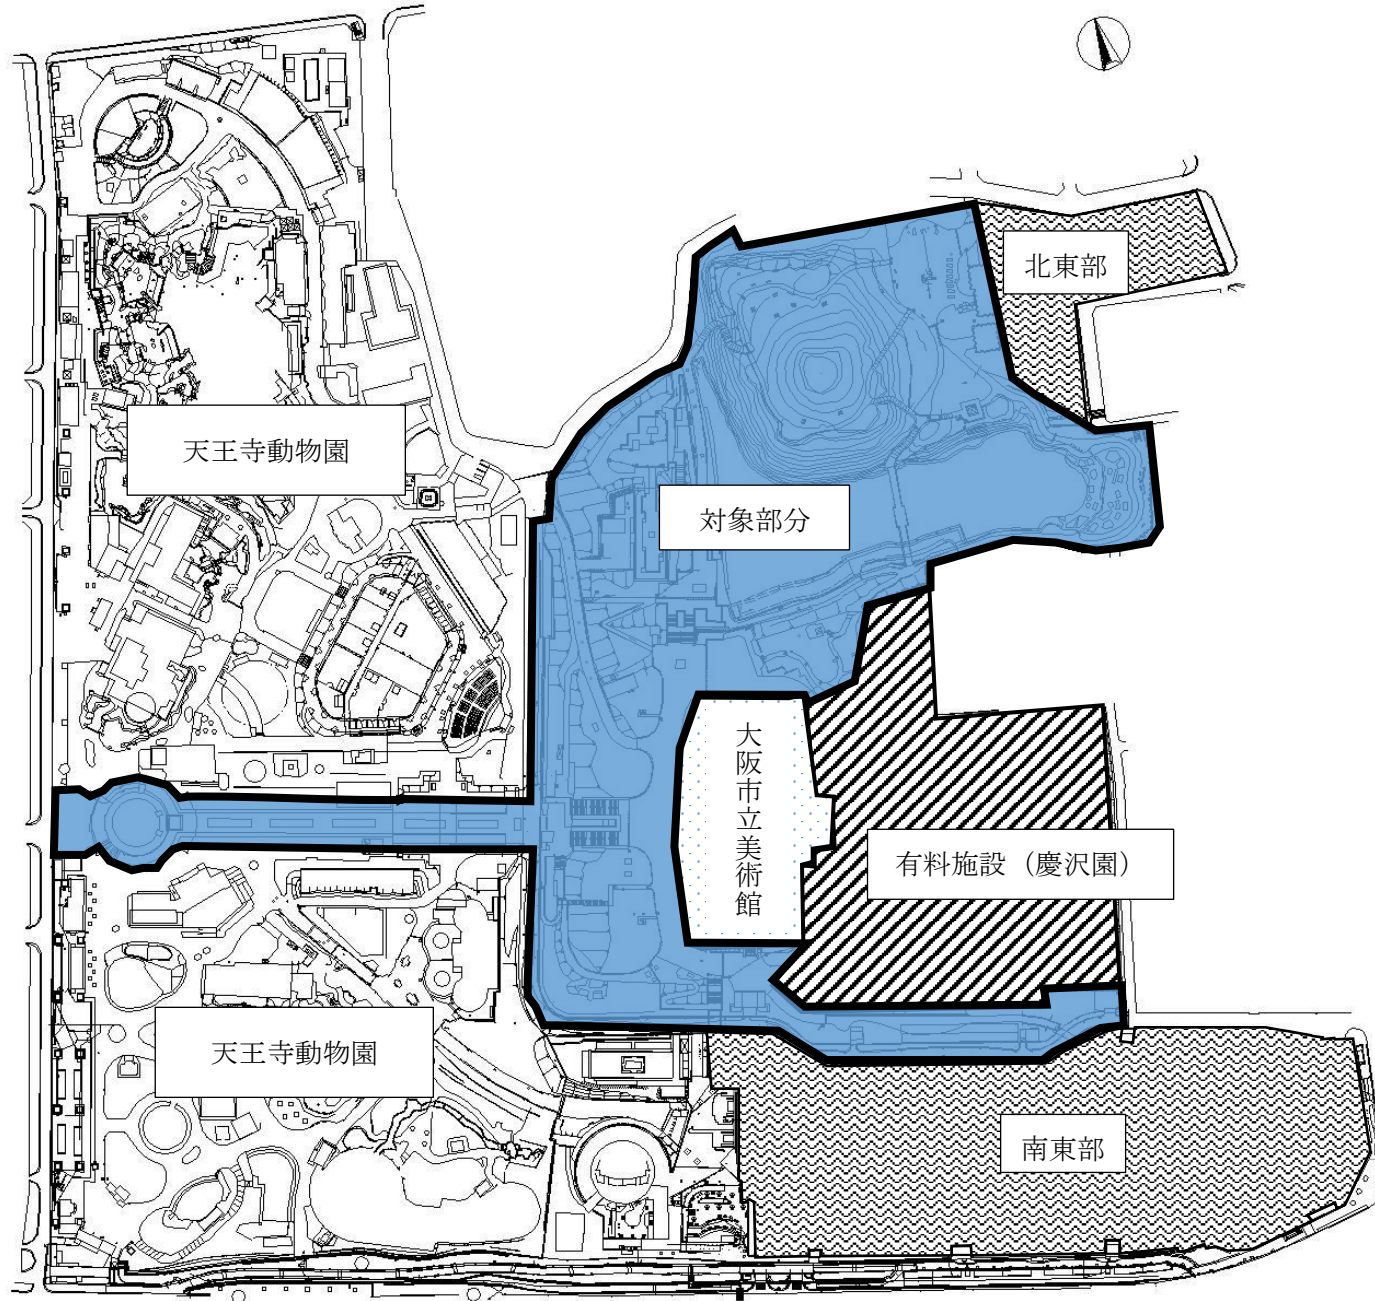 北東部
天王寺動物園
対象部分
大阪市立美術館
有料施設（慶沢園）
天王寺動物園
南東部